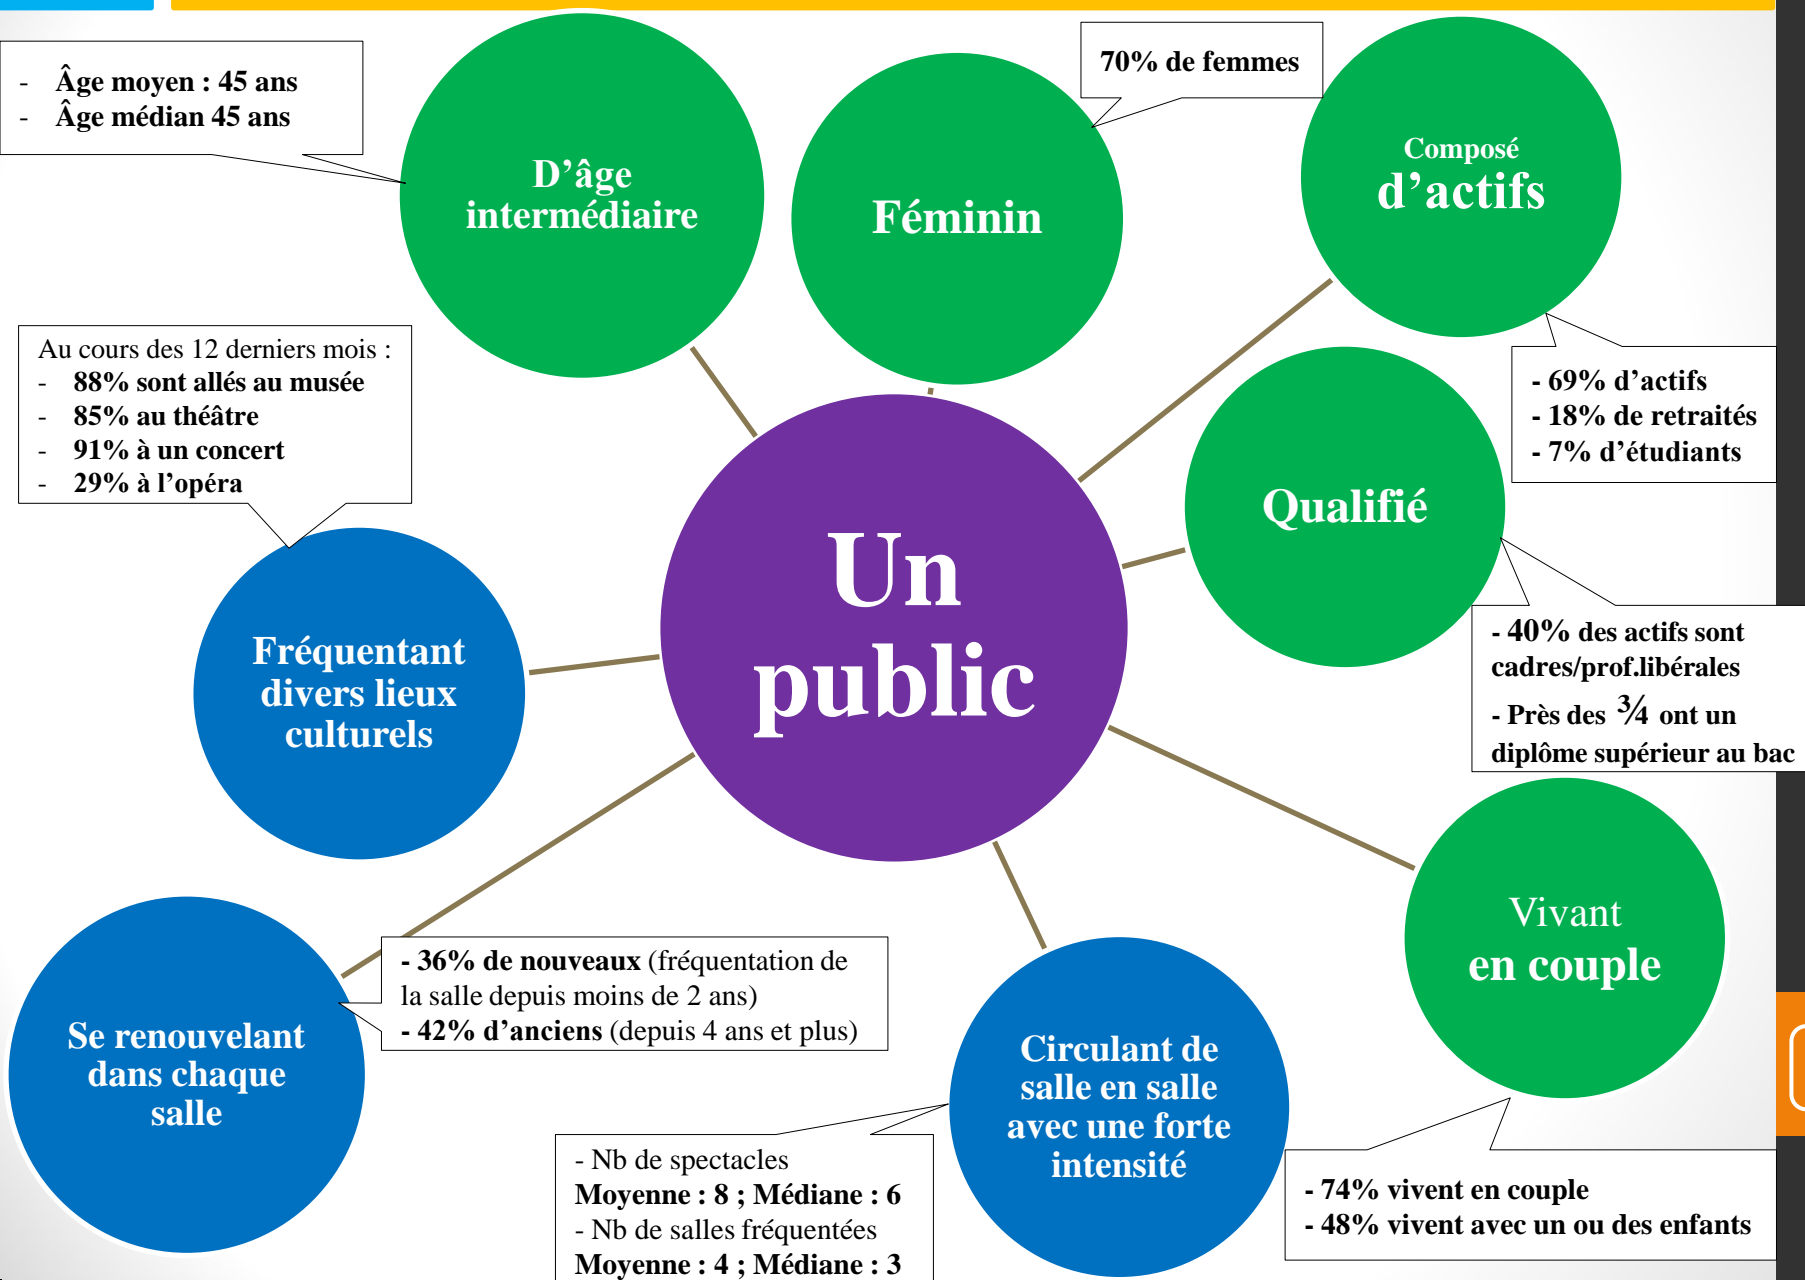 - Âge moyen : 45 ans
- Âge médian 45 ans
D’âge
intermédiaire
Féminin
70% de femmes
Composé
d’actifs
- 69% d’actifs
- 18% de retraités
- 7% d’étudiants
Au cours des 12 derniers mois :
- 88% sont allés au musée
- 85% au théâtre
- 91% à un concert
- 29% à l’opéra
Qualifié
- 40% des actifs sont
cadres/prof.libérales
- Près des ¾ ont un
diplôme supérieur au bac
Un
public
Fréquentant
divers lieux
culturels
Vivant
en couple
- 74% vivent en couple
- 48% vivent avec un ou des enfants
Se renouvelant
dans chaque
salle
- 36% de nouveaux (fréquentation de
la salle depuis moins de 2 ans)
- 42% d’anciens (depuis 4 ans et plus)
Circulant de
salle en salle
avec une forte
intensité
- Nb de spectacles
Moyenne : 8 ; Médiane : 6
- Nb de salles fréquentées
Moyenne : 4 ; Médiane : 3